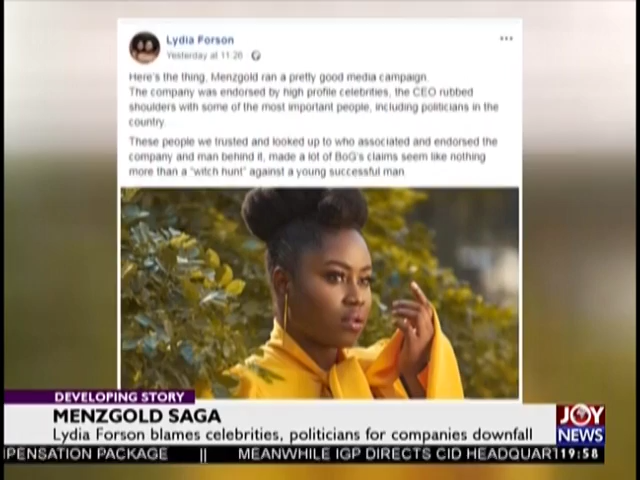 Lydia Forson
Yesterday at 11:26
Here's the thing, Menzgold ran a pretty good media campaign.
The company was endorsed by high profile celebrities, the CEO rubbed
shoulders with some of the most important people, including politicians in the
country.
These people we trusted and looked up to who associated and endorsed the
company and man behind it, made a lot of BoG's claims seem like nothing
more than a "witch hunt" against a young successful man
DEVELOPING STORY
MENZGOLD SAGA
Lydia Forson blames celebrities, politicians for companies downfall
JOY
NEWS
PENSATION PACKAGE || MEANWHILE IGP DIRECTS CID HEADQUART
19:58